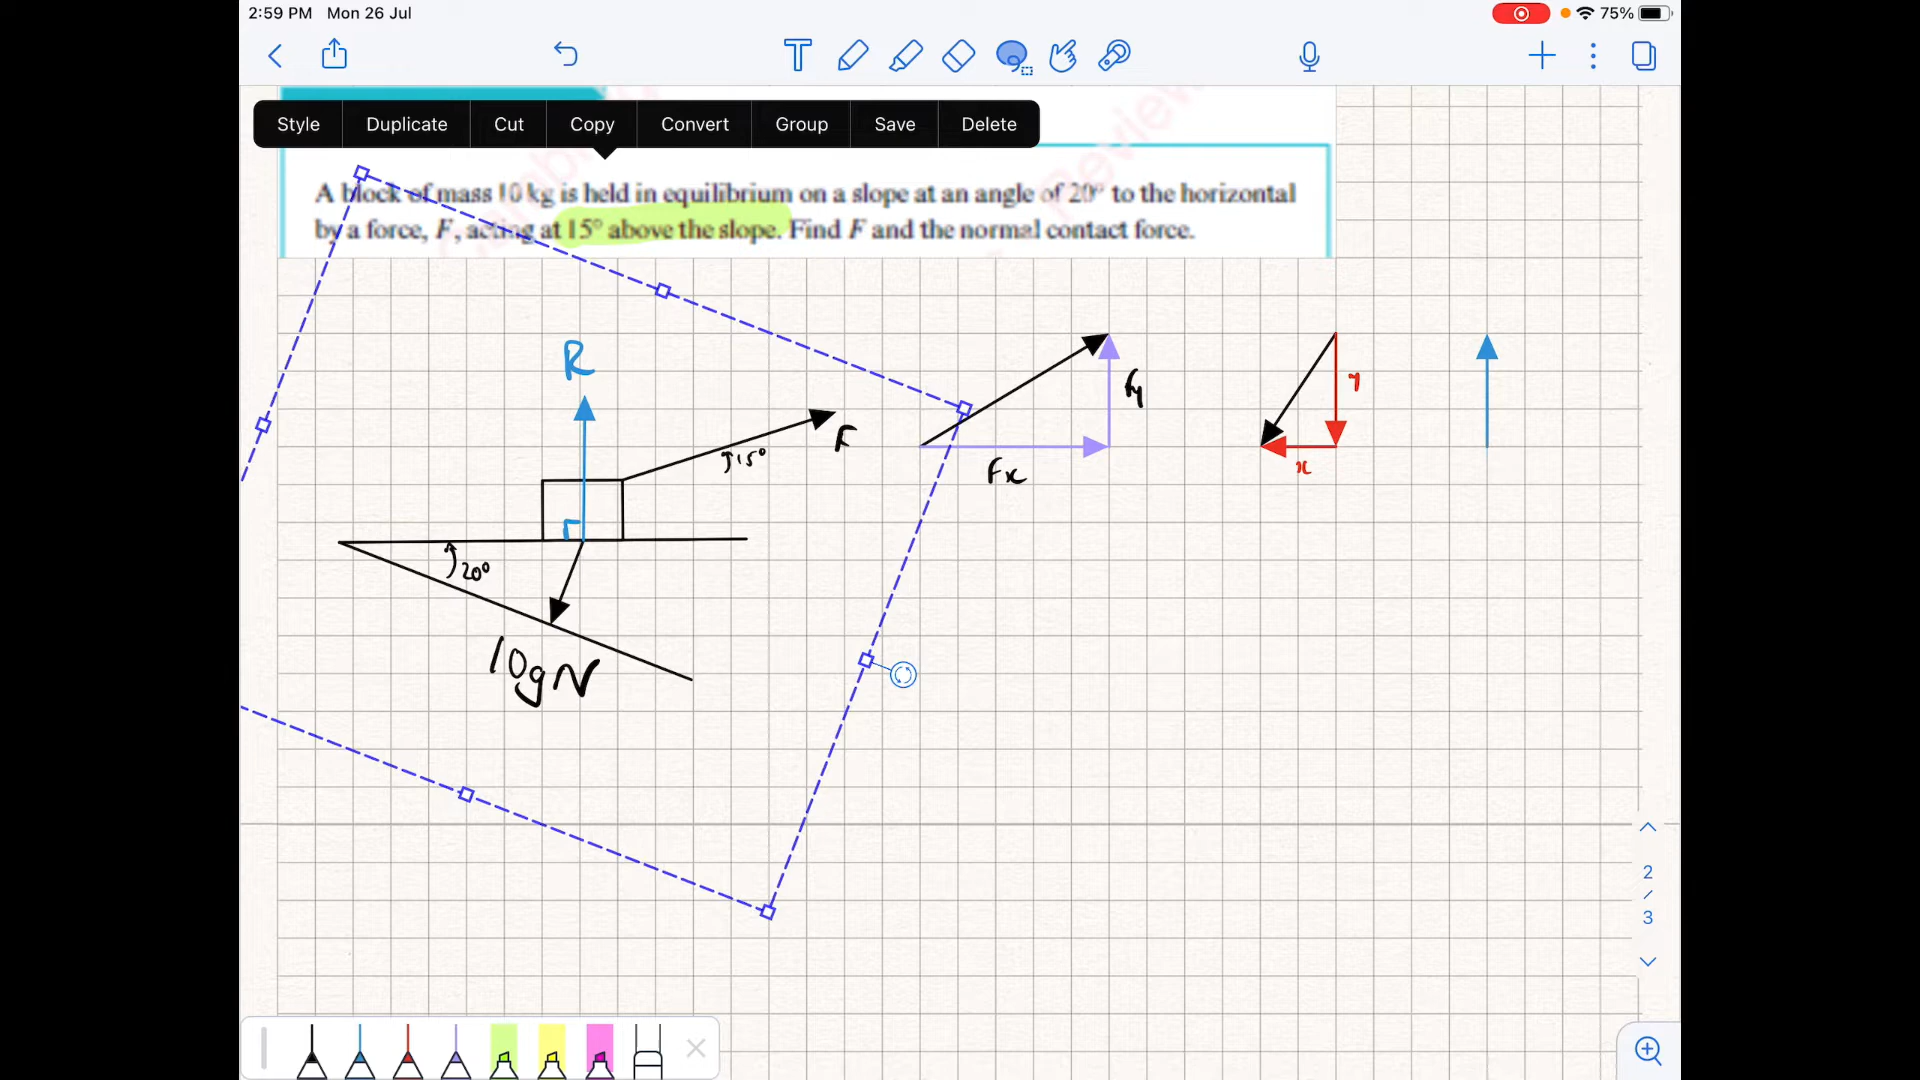 2:59 PM Mon 26 Jul
75%
Style Duplicate Cut Copy Convert Group Save Delete
Review
A block of mass 10 kg is held in equilibrium on a slope at an angle of 20° to the horizontal
by a force, F, acting at 15° above the slope. Find F and the normal contact force.
R
15°
F
20°
10gN
Fx
Fy
y
x
2
/
3